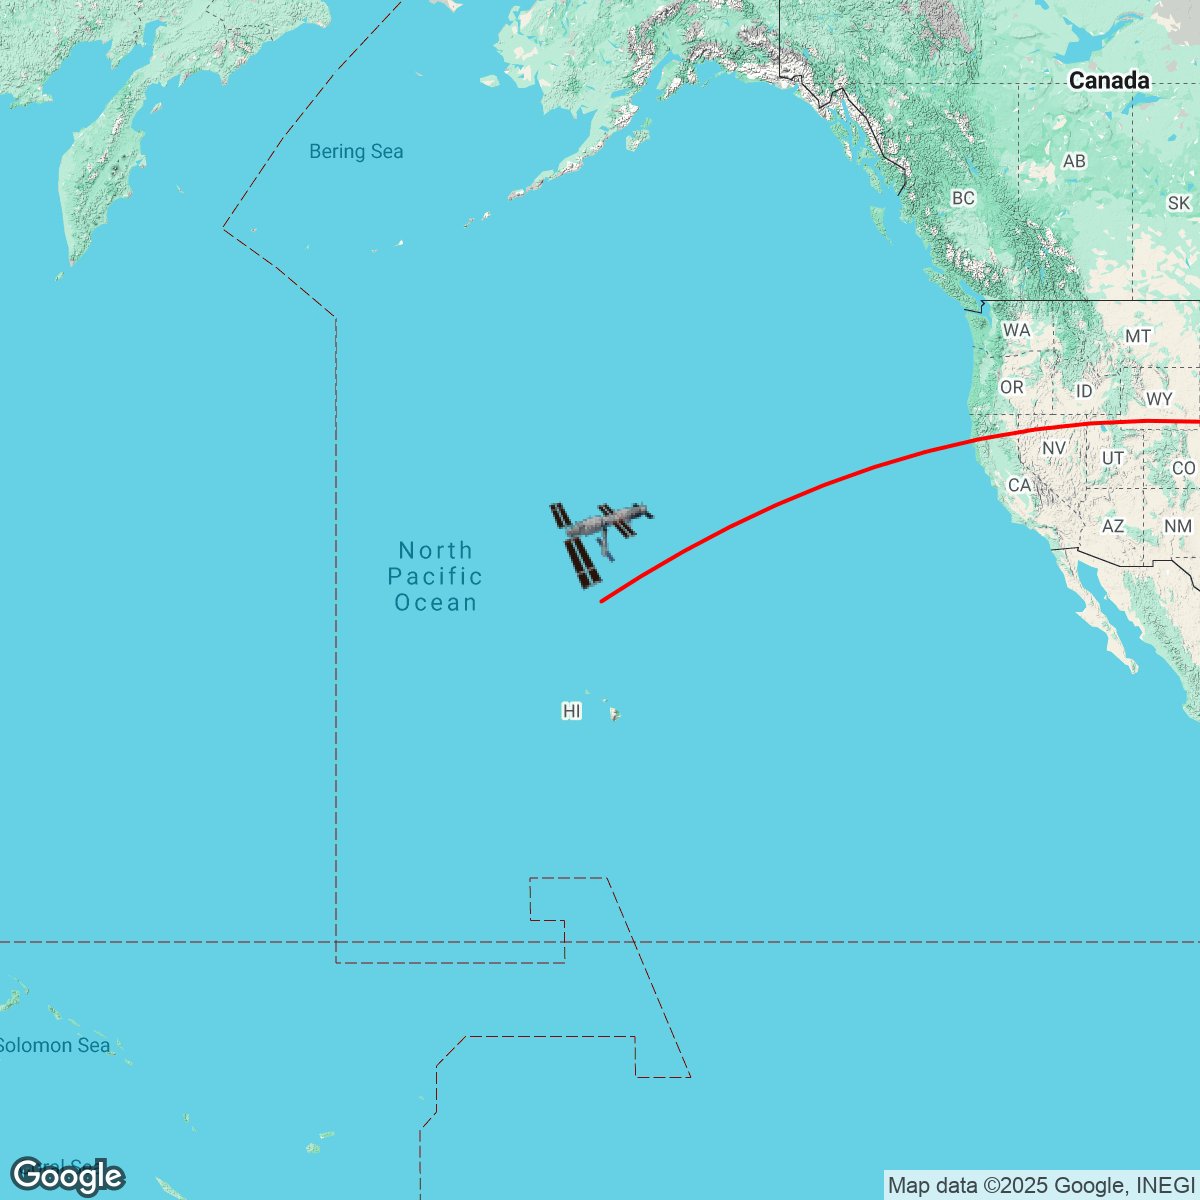 Canada
Bering Sea
AB
BC
SK
WA
MT
OR
ID
WY
NV
UT
CO
CA
AZ
NM
North
Pacific
Ocean
HI
Solomon Sea
Google
Map data ©2025 Google, INEGI